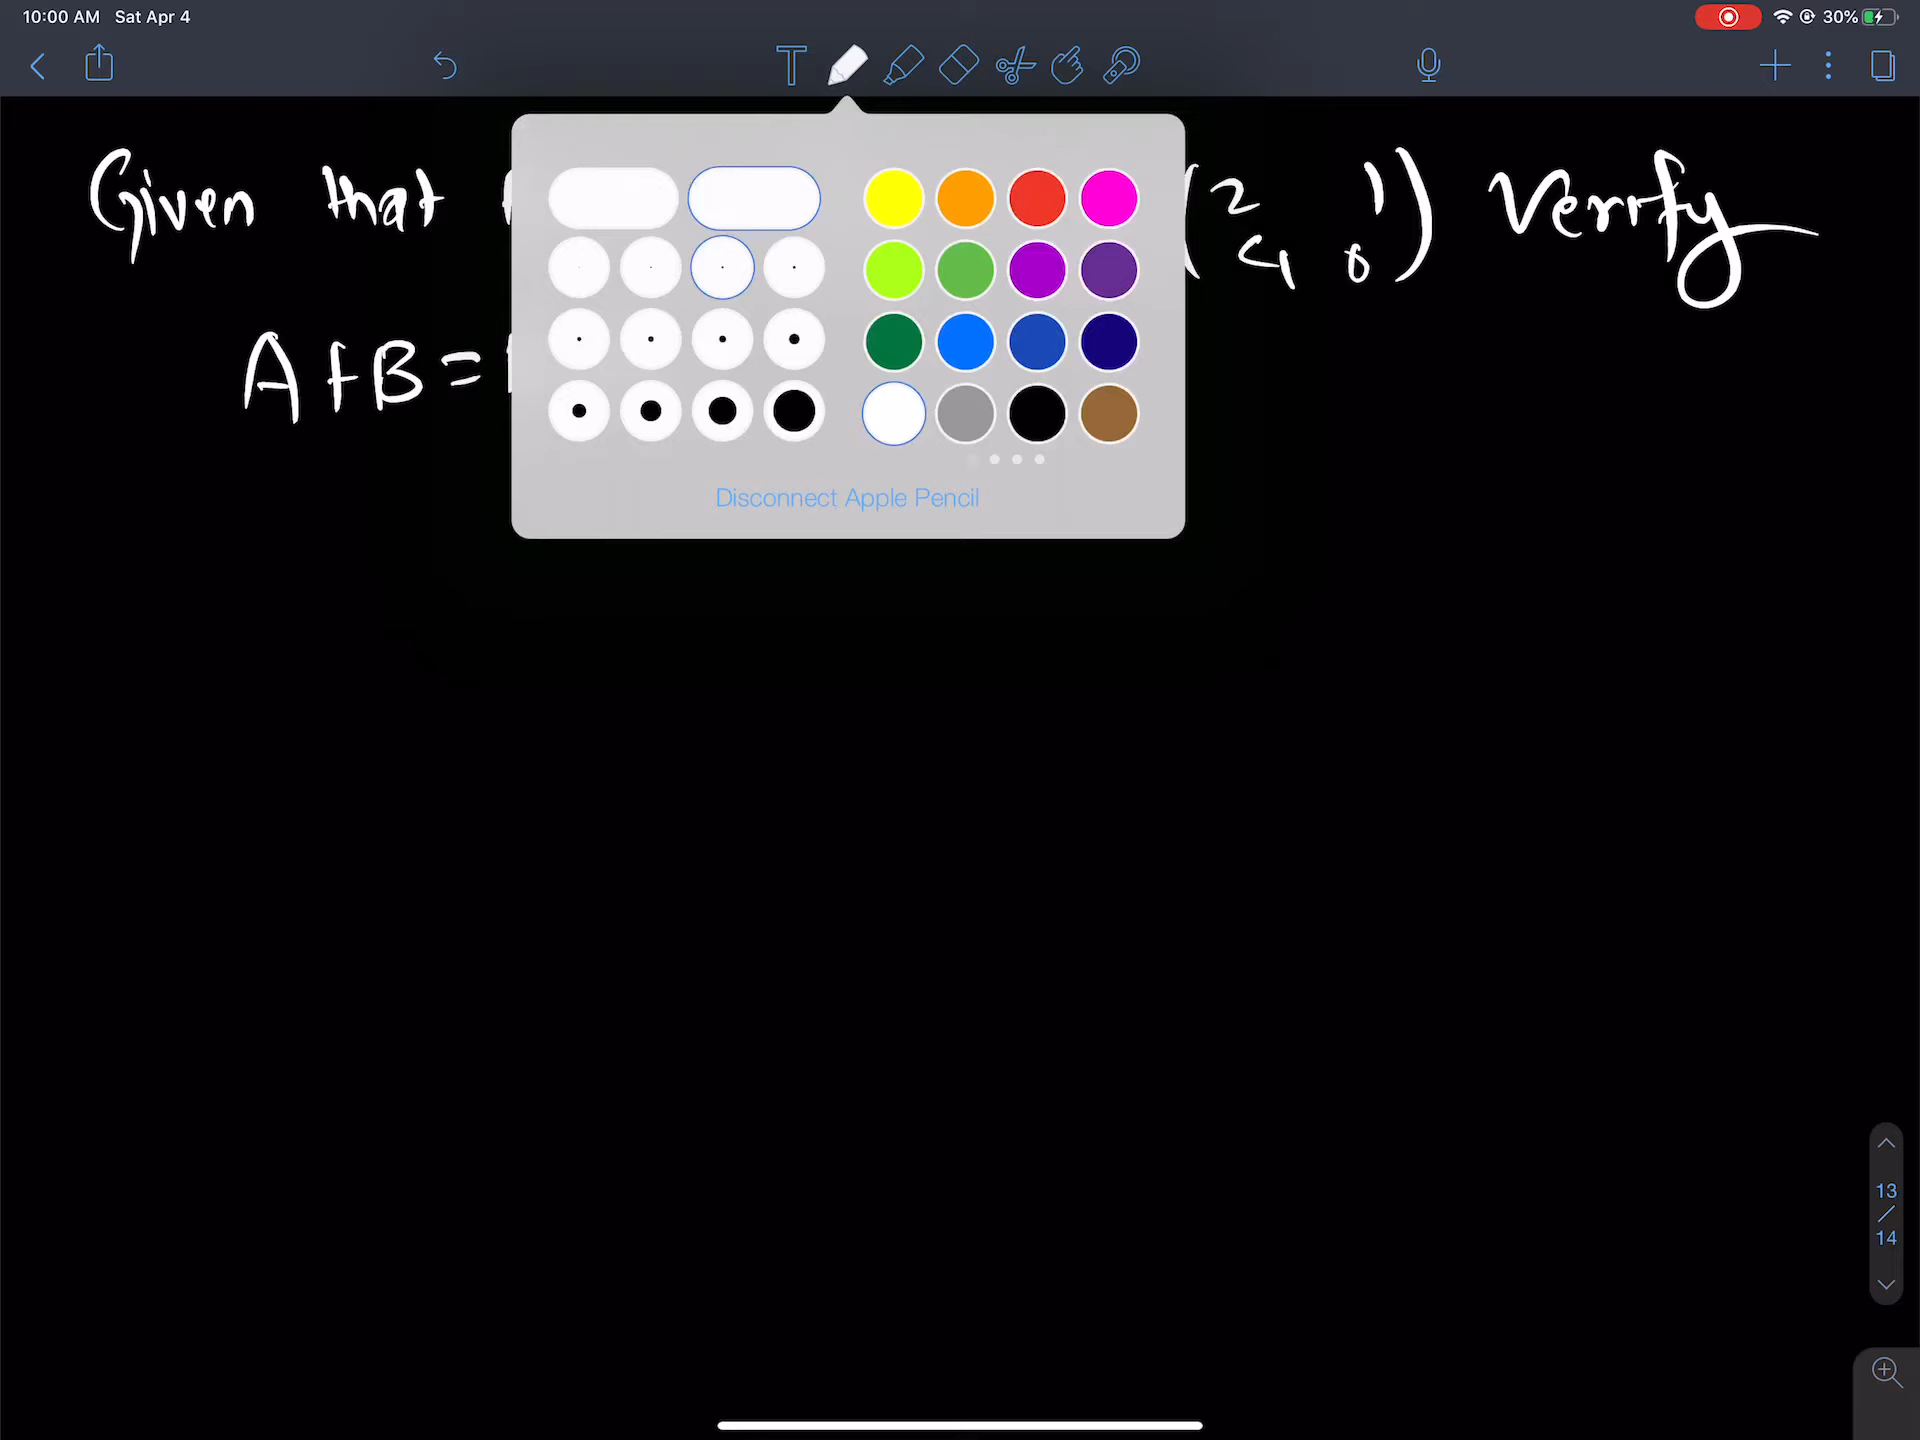 10:00 AM Sat Apr 4
30%
T
Given that
(2 1) Verify
4 0
A+B=
Disconnect Apple Pencil
13
/
14